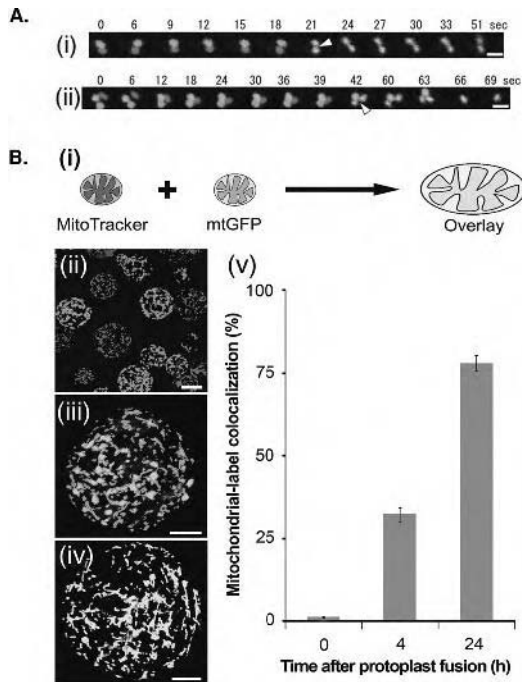 A.
0 6 9 12 15 18 21 24 27 30 33 51 sec
(i)
0 6 12 18 24 30 36 39 42 60 63 66 69 sec
(ii)
B. (i)
MitoTracker + mtGFP Overlay
(ii)
(iii)
(iv)
(v)
Mitochondrial-label colocalization (%)
100
75
50
25
0
0 4 24
Time after protoplast fusion (h)